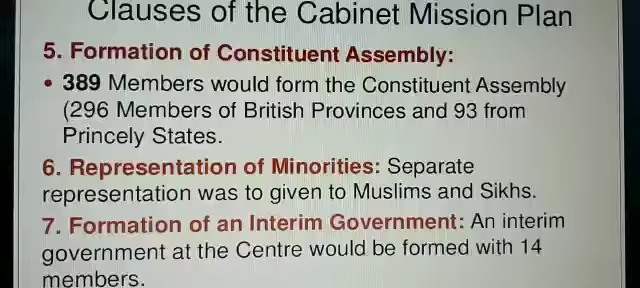 Clauses of the Cabinet Mission Plan
5. Formation of Constituent Assembly:
• 389 Members would form the Constituent Assembly
(296 Members of British Provinces and 93 from
Princely States.
6. Representation of Minorities: Separate
representation was to given to Muslims and Sikhs.
7. Formation of an Interim Government: An interim
government at the Centre would be formed with 14
members.